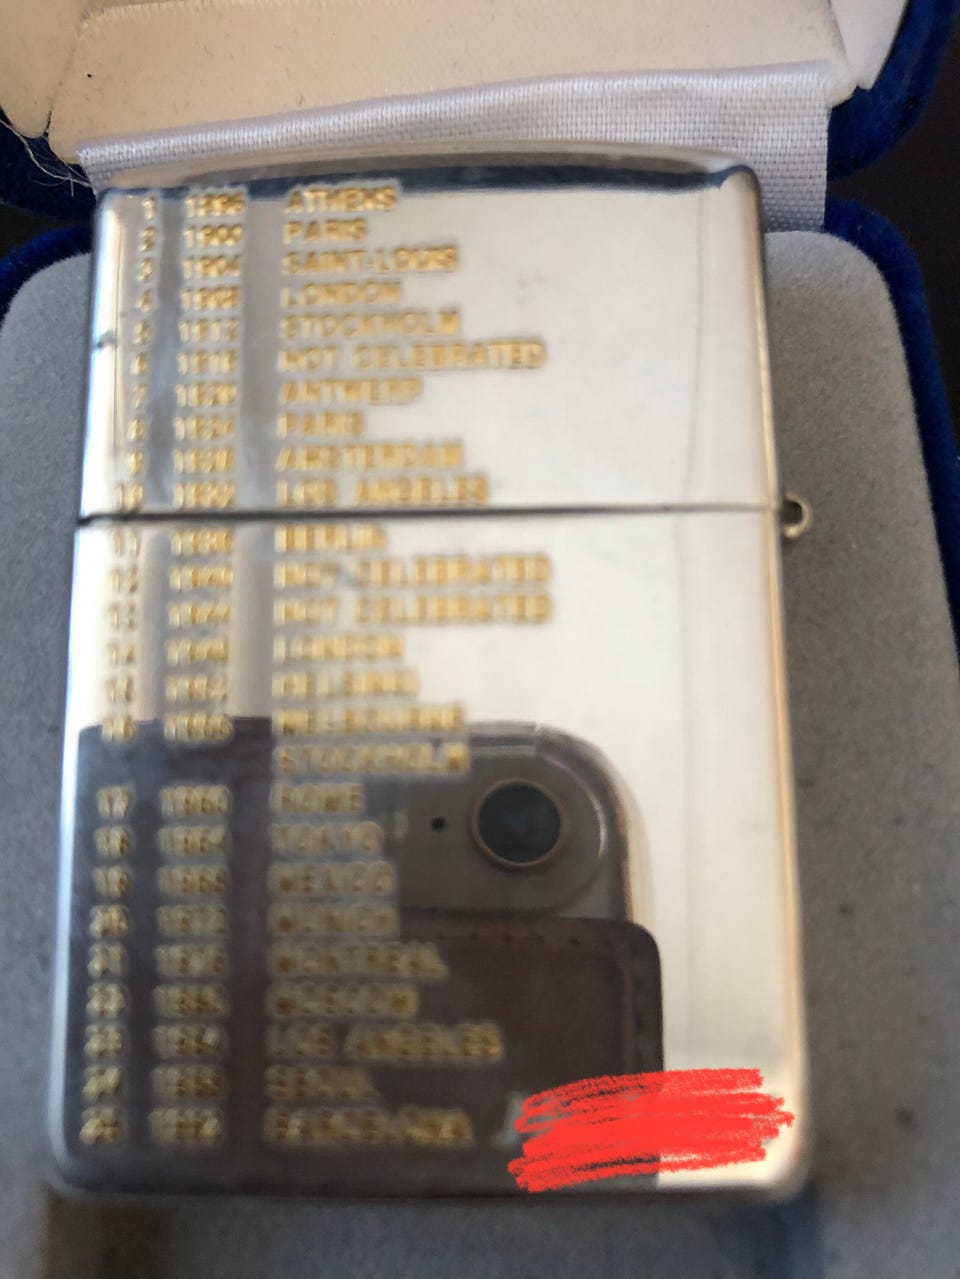 1 1896 ATHENS
2 1900 PARIS
3 1904 SAINT-LOUIS
4 1908 LONDON
5 1912 STOCKHOLM
6 1916 NOT CELEBRATED
7 1920 ANTWERP
8 1924 PARIS
9 1928 AMSTERDAM
10 1932 LOS ANGELES
11 1936 BERLIN
12 1940 NOT CELEBRATED
13 1944 NOT CELEBRATED
14 1948 LONDON
15 1952 HELSINKI
16 1956 MELBOURNE
STOCKHOLM
17 1960 ROME
18 1964 TOKYO
19 1968 MEXICO
20 1972 MUNICH
21 1976 MONTREAL
22 1980 MOSCOW
23 1984 LOS ANGELES
24 1988 SEOUL
25 1992 BARCELONA